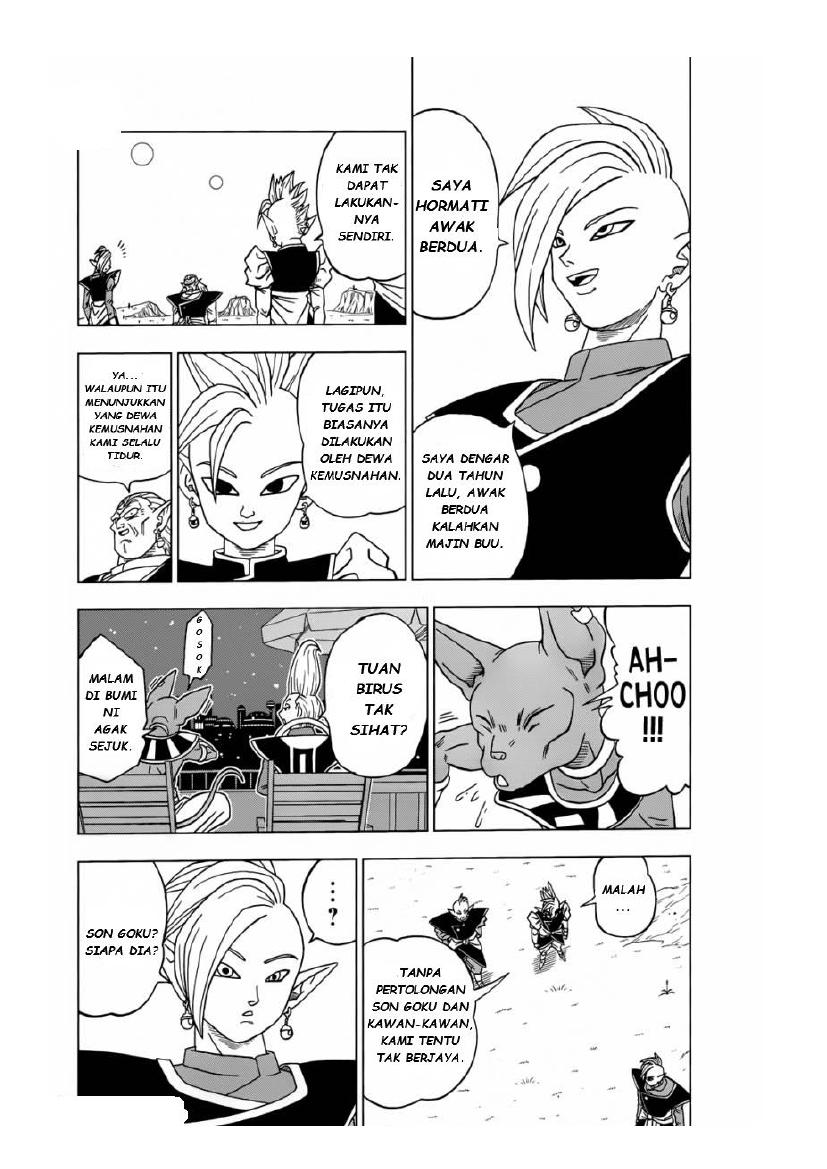 SAYA
HORMATI
AWAK
BERDUA.
SAYA DENGAR
DUA TAHUN
LALU, AWAK
BERDUA
KALAHKAN
MAJIN BUU.
KAMI TAK
DAPAT
LAKUKAN-
NYA
SENDIRI.
LAGIPUN,
TUGAS ITU
BIASANYA
DILAKUKAN
OLEH DEWA
KEMUSNAHAN.
YA...
WALAUPUN ITU
MENUNJUKKAN
YANG DEWA
KEMUSNAHAN
KAMI SELALU
TIDUR.
AH-
CHOO
!!!
TUAN
BIRUS
TAK
SIHAT?
GOSOK
MALAM
DI BUMI
NI
AGAK
SEJUK.
MALAH
...
TANPA
PERTOLONGAN
SON GOKU DAN
KAWAN-KAWAN,
KAMI TENTU
TAK BERJAYA.
...?
SON GOKU?
SIAPA DIA?